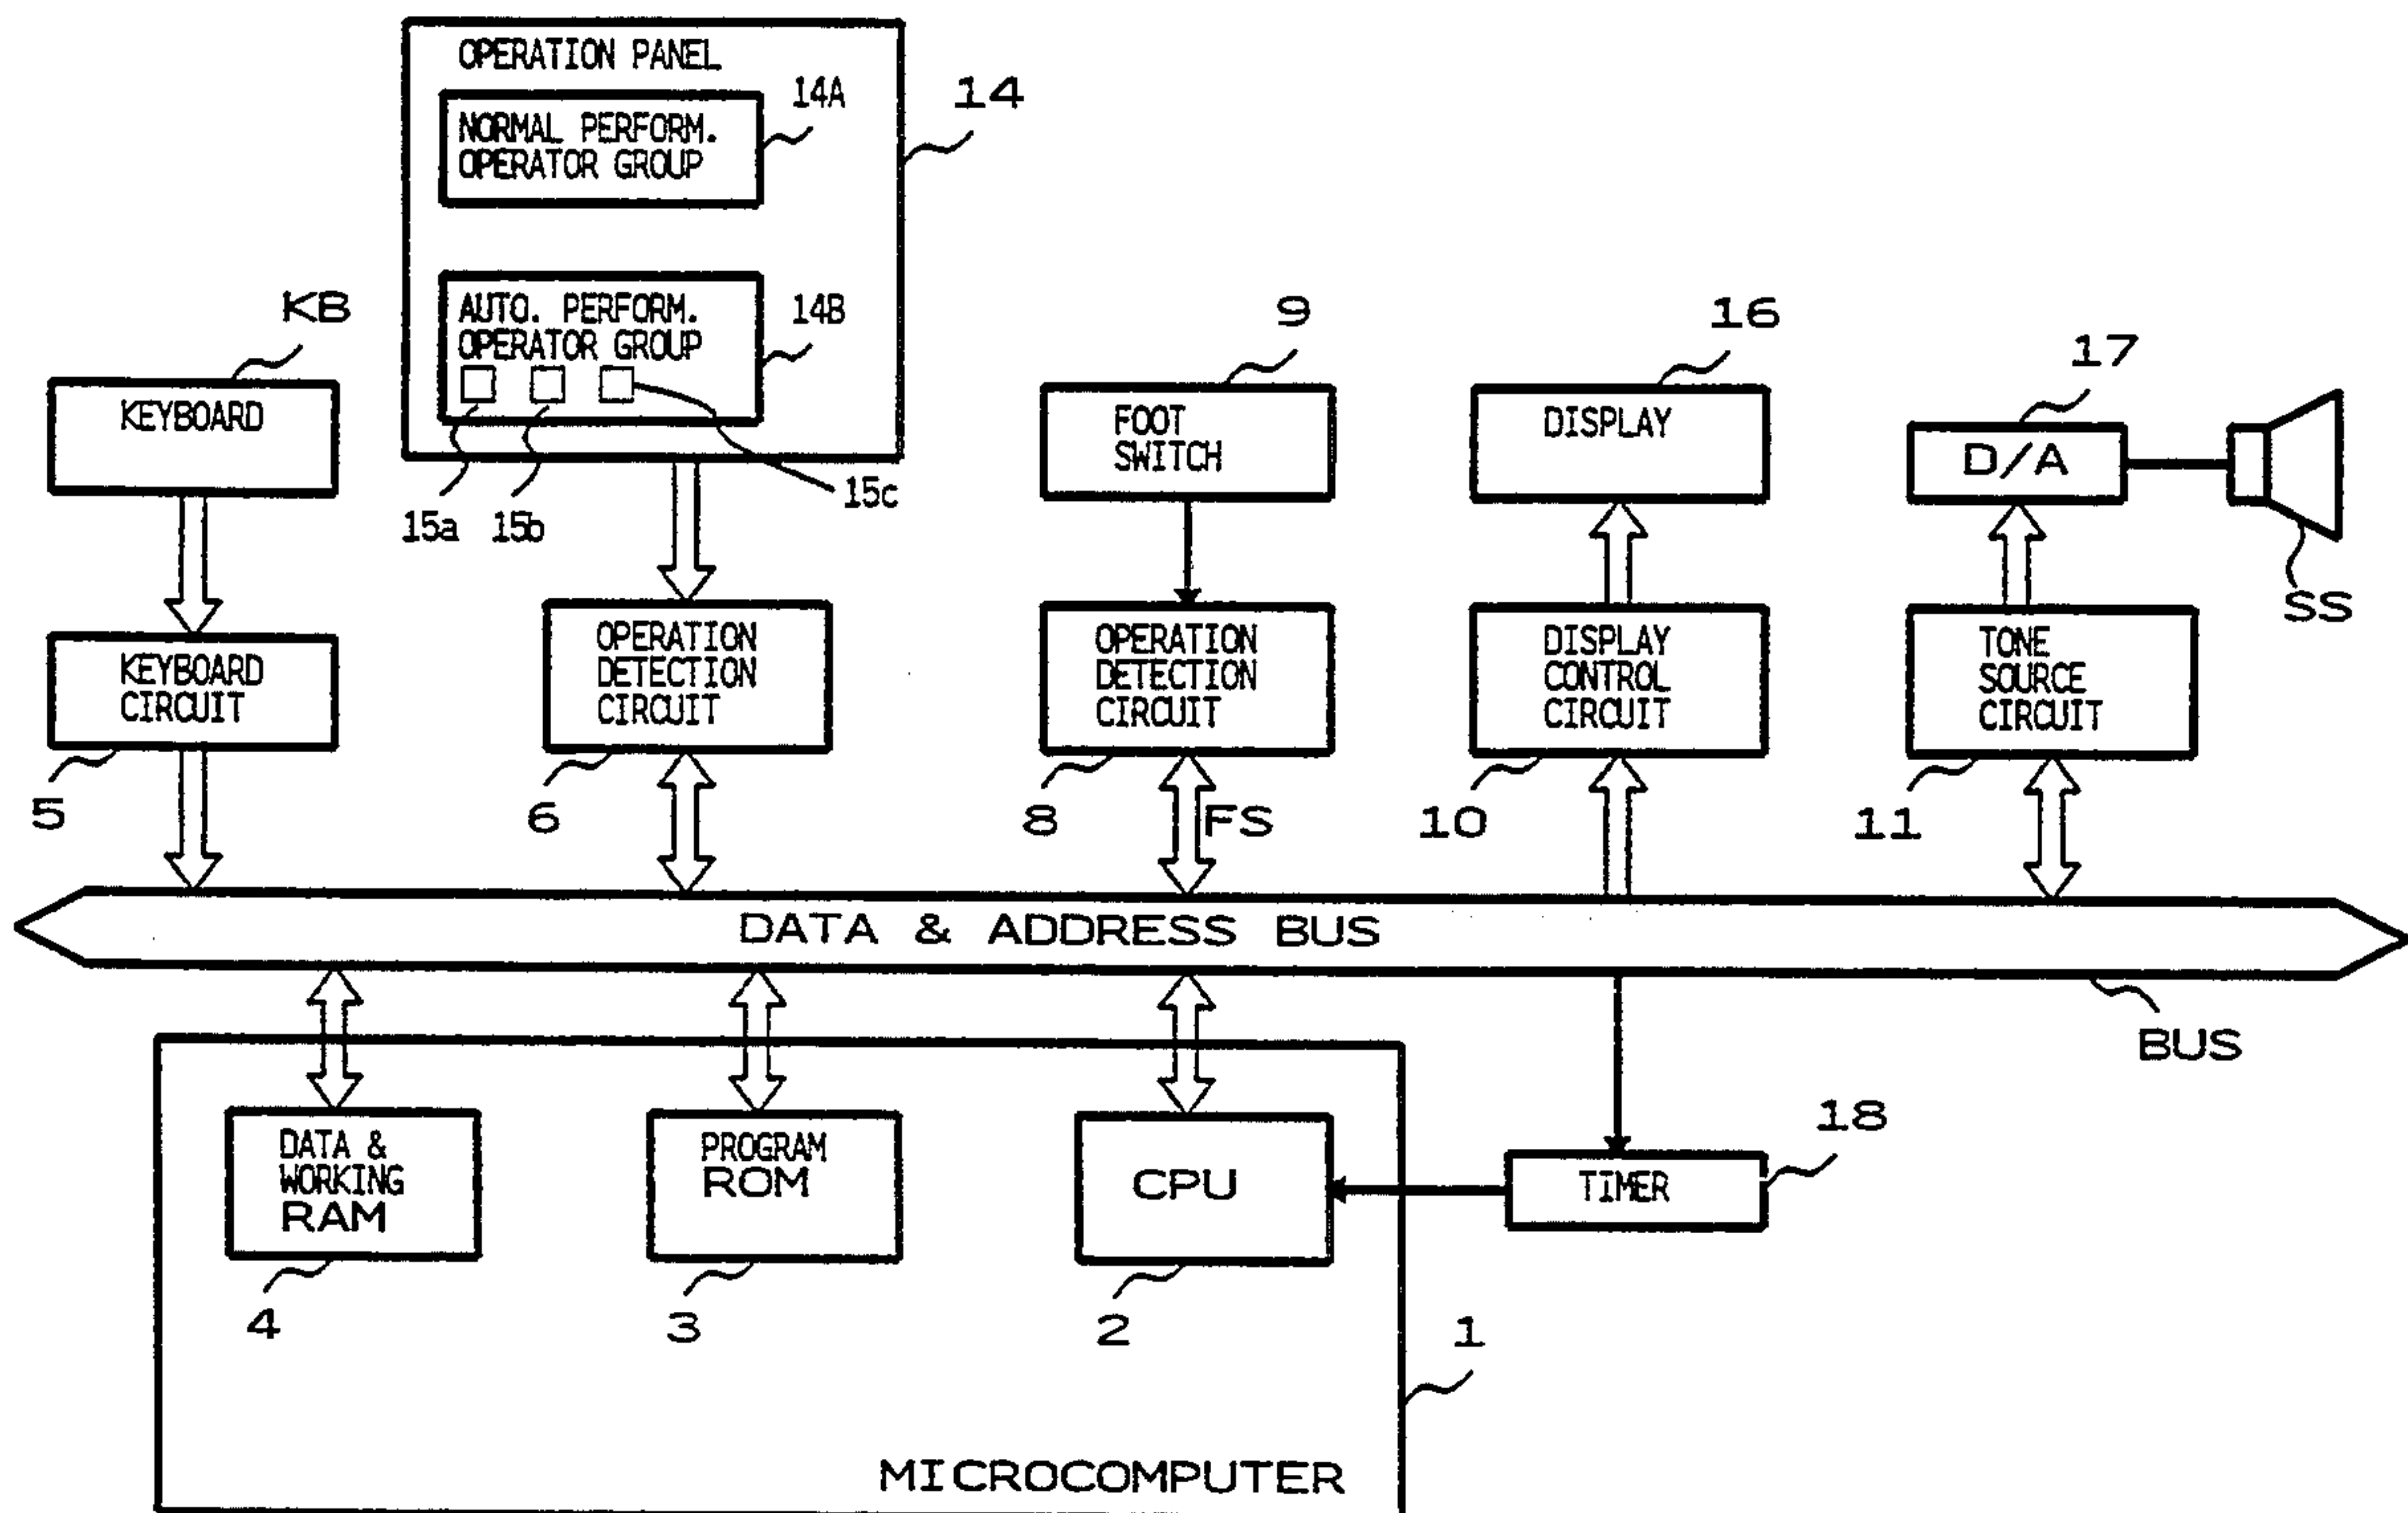 OPERATION PANEL
14A
14
NORMAL PERFORM.
OPERATOR GROUP
AUTO. PERFORM.
OPERATOR GROUP
14B
15a
15b
15c
KB
KEYBOARD
9
FOOT
SWITCH
16
DISPLAY
17
D/A
SS
KEYBOARD
CIRCUIT
5
OPERATION
DETECTION
CIRCUIT
6
OPERATION
DETECTION
CIRCUIT
8
FS
DISPLAY
CONTROL
CIRCUIT
10
TONE
SOURCE
CIRCUIT
11
DATA & ADDRESS BUS
BUS
DATA &
WORKING
RAM
4
PROGRAM
ROM
3
CPU
2
TIMER
18
1
MICROCOMPUTER